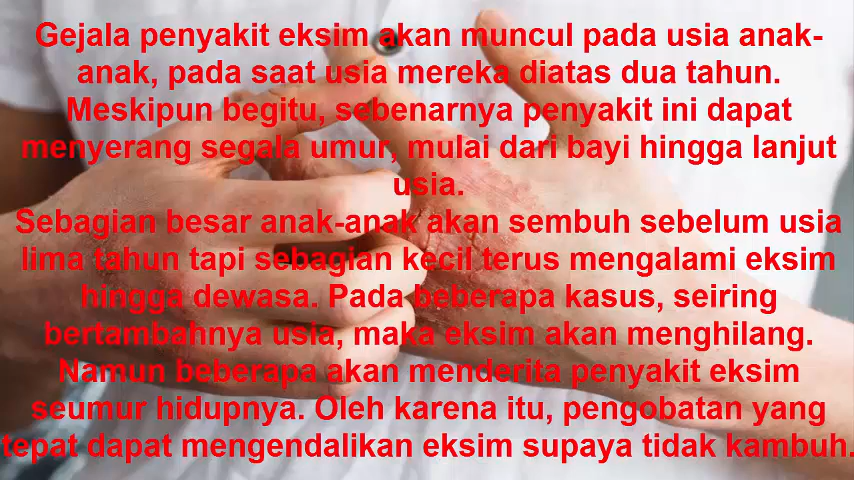 Gejala penyakit eksim akan muncul pada usia anak-
anak, pada saat usia mereka diatas dua tahun.
Meskipun begitu, sebenarnya penyakit ini dapat
menyerang segala umur, mulai dari bayi hingga lanjut
usia.
Sebagian besar anak-anak akan sembuh sebelum usia
lima tahun tapi sebagian kecil terus mengalami eksim
hingga dewasa. Pada beberapa kasus, seiring
bertambahnya usia, maka eksim akan menghilang.
Namun beberapa akan menderita penyakit eksim
seumur hidupnya. Oleh karena itu, pengobatan yang
tepat dapat mengendalikan eksim supaya tidak kambuh.